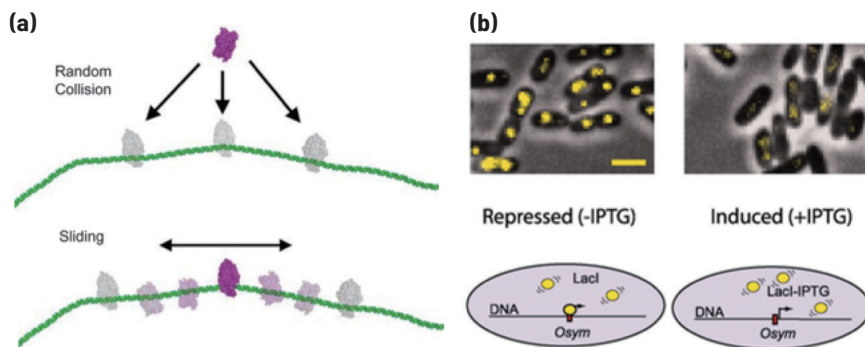 (a)
Random
Collision
Sliding
(b)
Repressed (-IPTG)
Induced (+IPTG)
LacI
DNA
Osym
LacI-IPTG
DNA
Osym